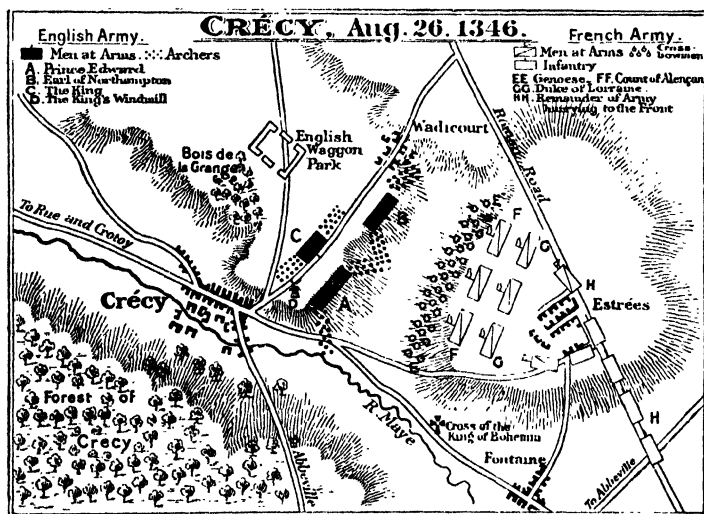 English Army.
Men at Arms Archers
A. Prince Edward
B. Earl of Northampton
C. The King
D. The King's Windmill
CRÉCY, Aug. 26. 1346.
French Army.
Men at Arms Cross-
bowmen
Infantry
EE Genoese, FF. Count of Alençon
GG Duke of Lorraine
HH Remainder of Army
hurrying to the Front
Wadicourt
Roman Road
English
Waggon
Park
Bois de
la Grange
To Rue and Crotoy
E
F
G
B
C
H
D
A
Estrées
Crécy
F
G
E
Forest of
Crecy
R. Maye
Cross of the
King of Bohemia
H
Abbeville
Fontaine
To Abbeville